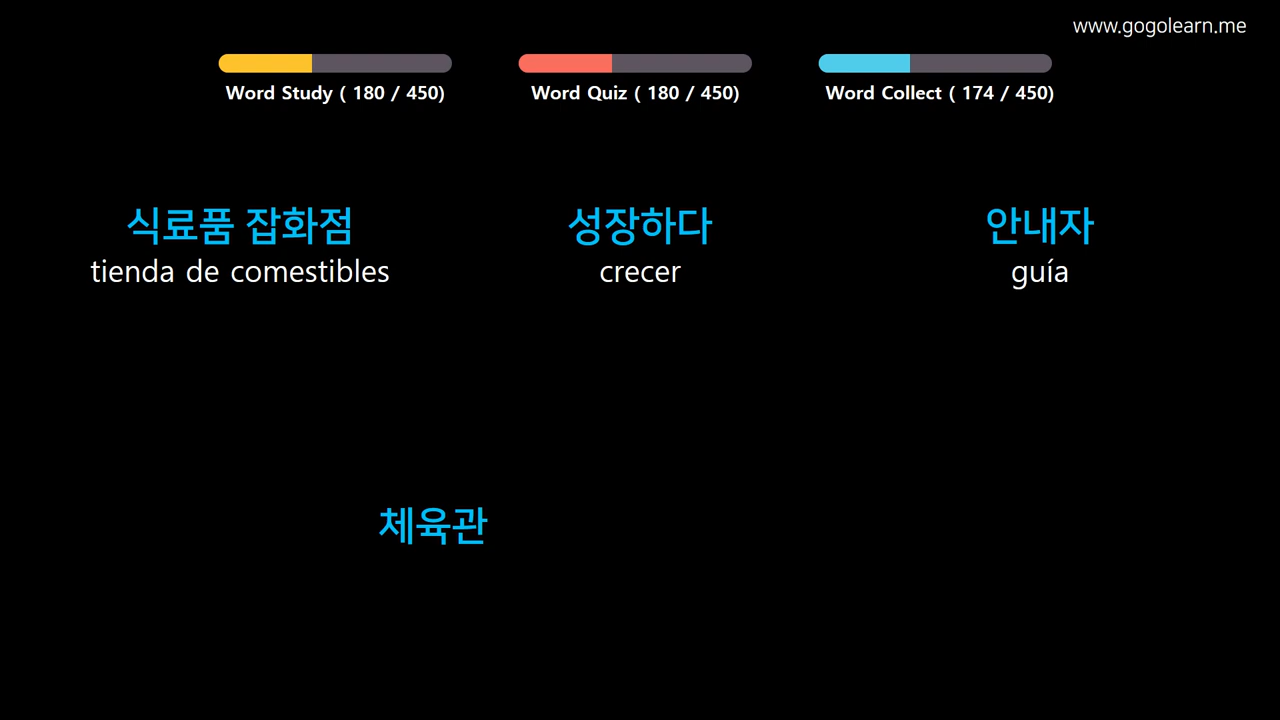 www.gogolearn.me
Word Study ( 180 / 450)
Word Quiz ( 180 / 450)
Word Collect ( 174 / 450)
식료품 잡화점
tienda de comestibles
성장하다
crecer
안내자
guía
체육관